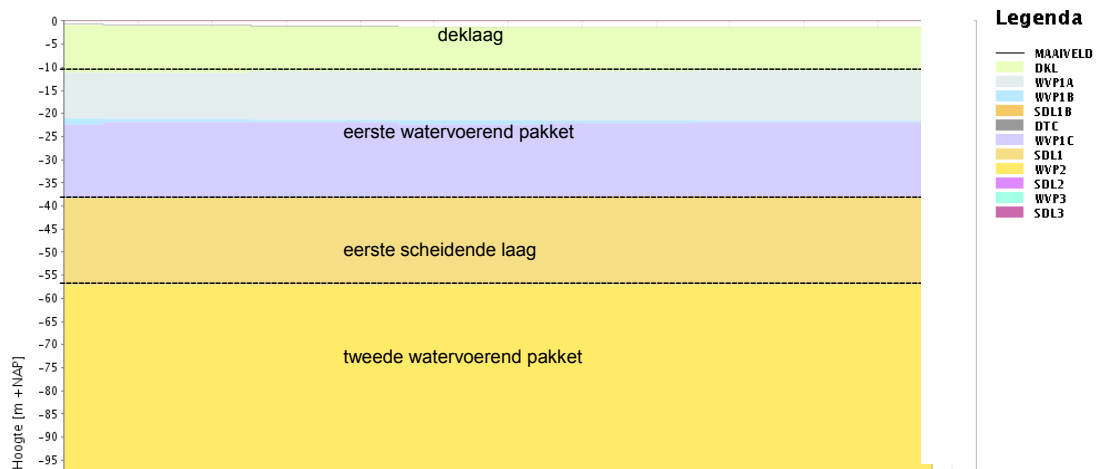 0
-5
-10
-15
-20
-25
-30
-35
-40
-45
-50
-55
-60
-65
-70
-75
-80
-85
-90
-95
Hoogte [m +NAP]
deklaag
eerste watervoerend pakket
eerste scheidende laag
tweede watervoerend pakket
Legenda
MAAIVELD
DKL
WVP1A
WVP1B
SDL1B
DTC
WVP1C
SDL1
WVP2
SDL2
WVP3
SDL3